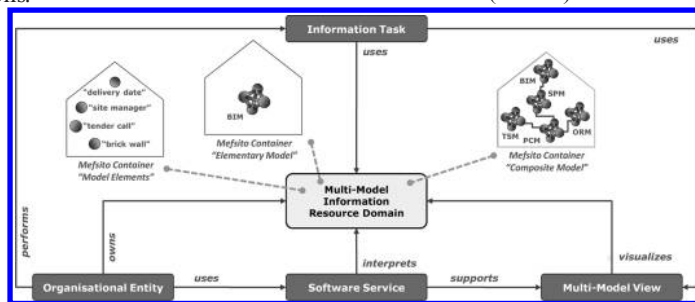 ons.
Information Task
uses
uses
"delivery date"
"site manager"
"tender call"
"brick wall"
BIM
BIM
SPM
TSM
PCM
ORM
Mefsito Container
"Model Elements"
Mefsito Container
"Elementary Model"
Mefsito Container
"Composite Model"
Multi-Model
Information
Resource Domain
performs
owns
interprets
visualizes
Organisational Entity
uses
Software Service
supports
Multi-Model View